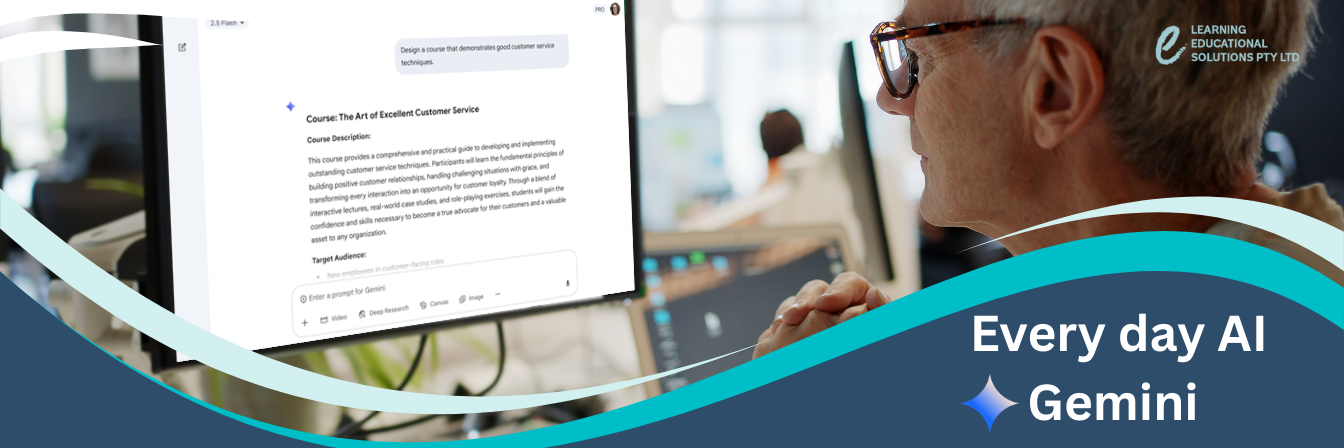 2.5 Flash
PRO
Design a course that demonstrates good customer service
techniques.
Course: The Art of Excellent Customer Service
Course Description:
This course provides a comprehensive and practical guide to developing and implementing
outstanding customer service techniques. Participants will learn the fundamental principles of
building positive customer relationships, handling challenging situations with grace, and
transforming every interaction into an opportunity for customer loyalty. Through a blend of
interactive lectures, real-world case studies, and role-playing exercises, students will gain the
confidence and skills necessary to become a true advocate for their customers and a valuable
asset to any organization.
Target Audience:
New employees in customer-facing roles
Enter a prompt for Gemini
Video Deep Research Canvas Image
LEARNING
EDUCATIONAL
SOLUTIONS PTY LTD
Every day AI
Gemini